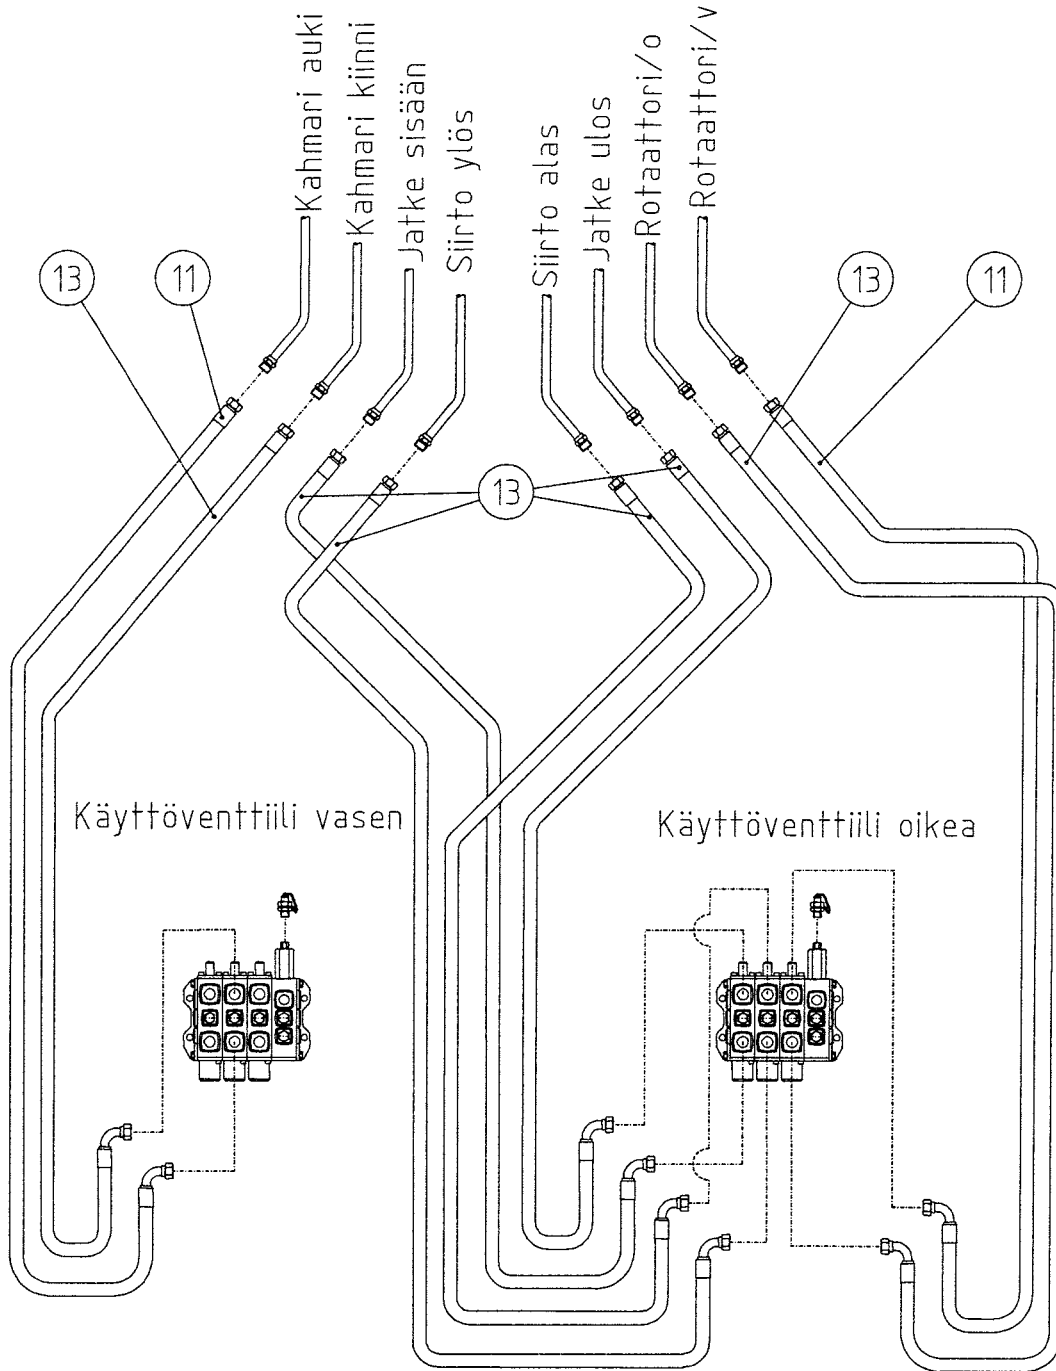 Kahmari auki
Kahmari kiinni
Jatke sisään
Siirto ylös
Siirto alas
Jatke ulos
Rotaattori/o
Rotaattori/v
13
11
13
11
13
Käyttöventtiili vasen
Käyttöventtiili oikea